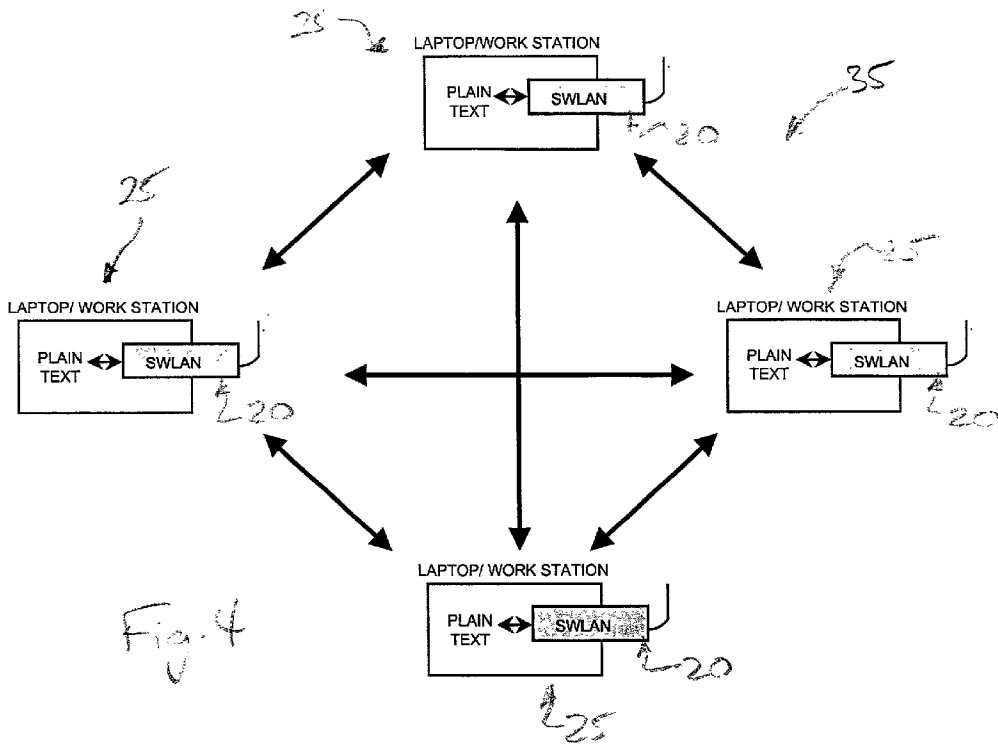 25
LAPTOP/WORK STATION
PLAIN TEXT
SWLAN
20
35
25
LAPTOP/ WORK STATION
PLAIN TEXT
SWLAN
20
25
LAPTOP/ WORK STATION
PLAIN TEXT
SWLAN
20
LAPTOP/ WORK STATION
PLAIN TEXT
SWLAN
20
25
Fig. 4